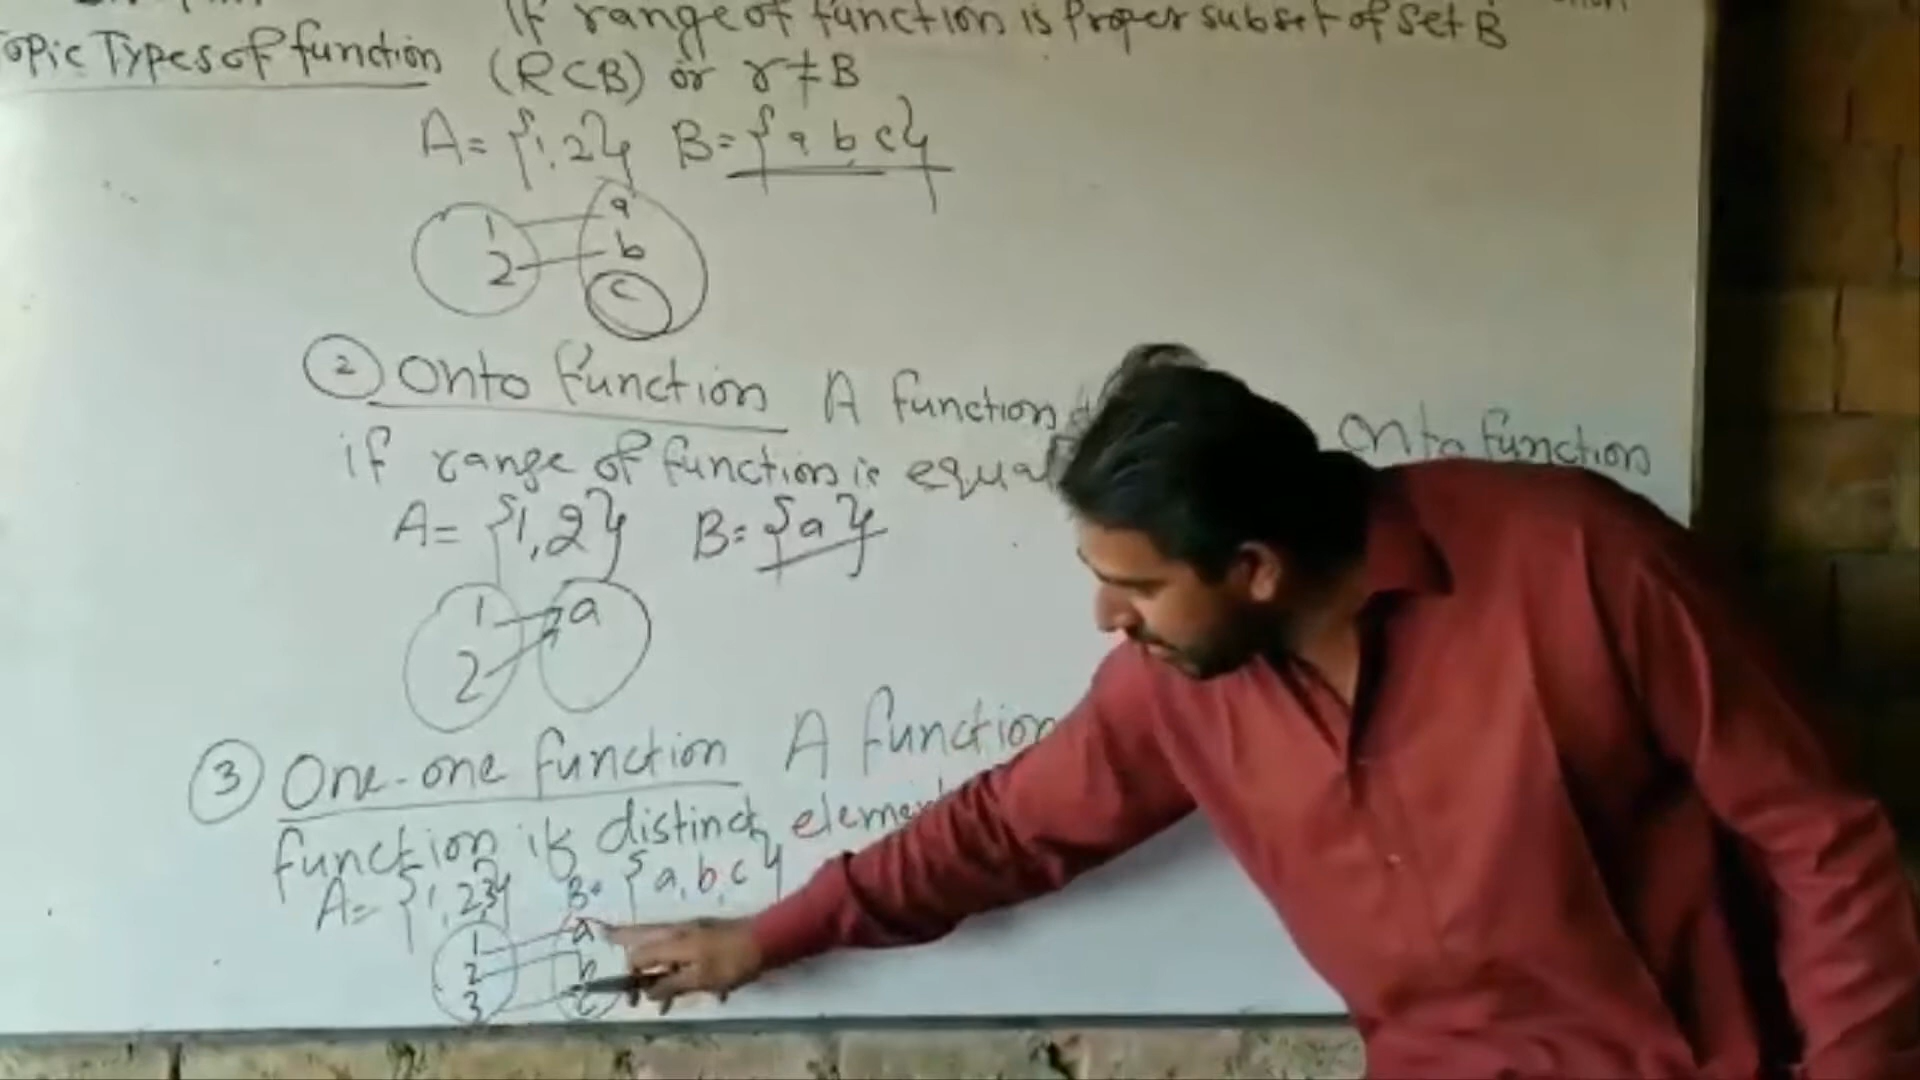 If range of function is Proper subset of Set B
Topic Types of function
(R⊂B) or r≠B
A= {1,2} B={a b c}
1 a
2 b
c
② Onto function A function onto function
if range of function is equal
A= {1,2} B={a}
1 a
2
③ One-one function A function
function if distinct
A= {1,2,3} B= {a,b,c}
1 a
2 b
3 c